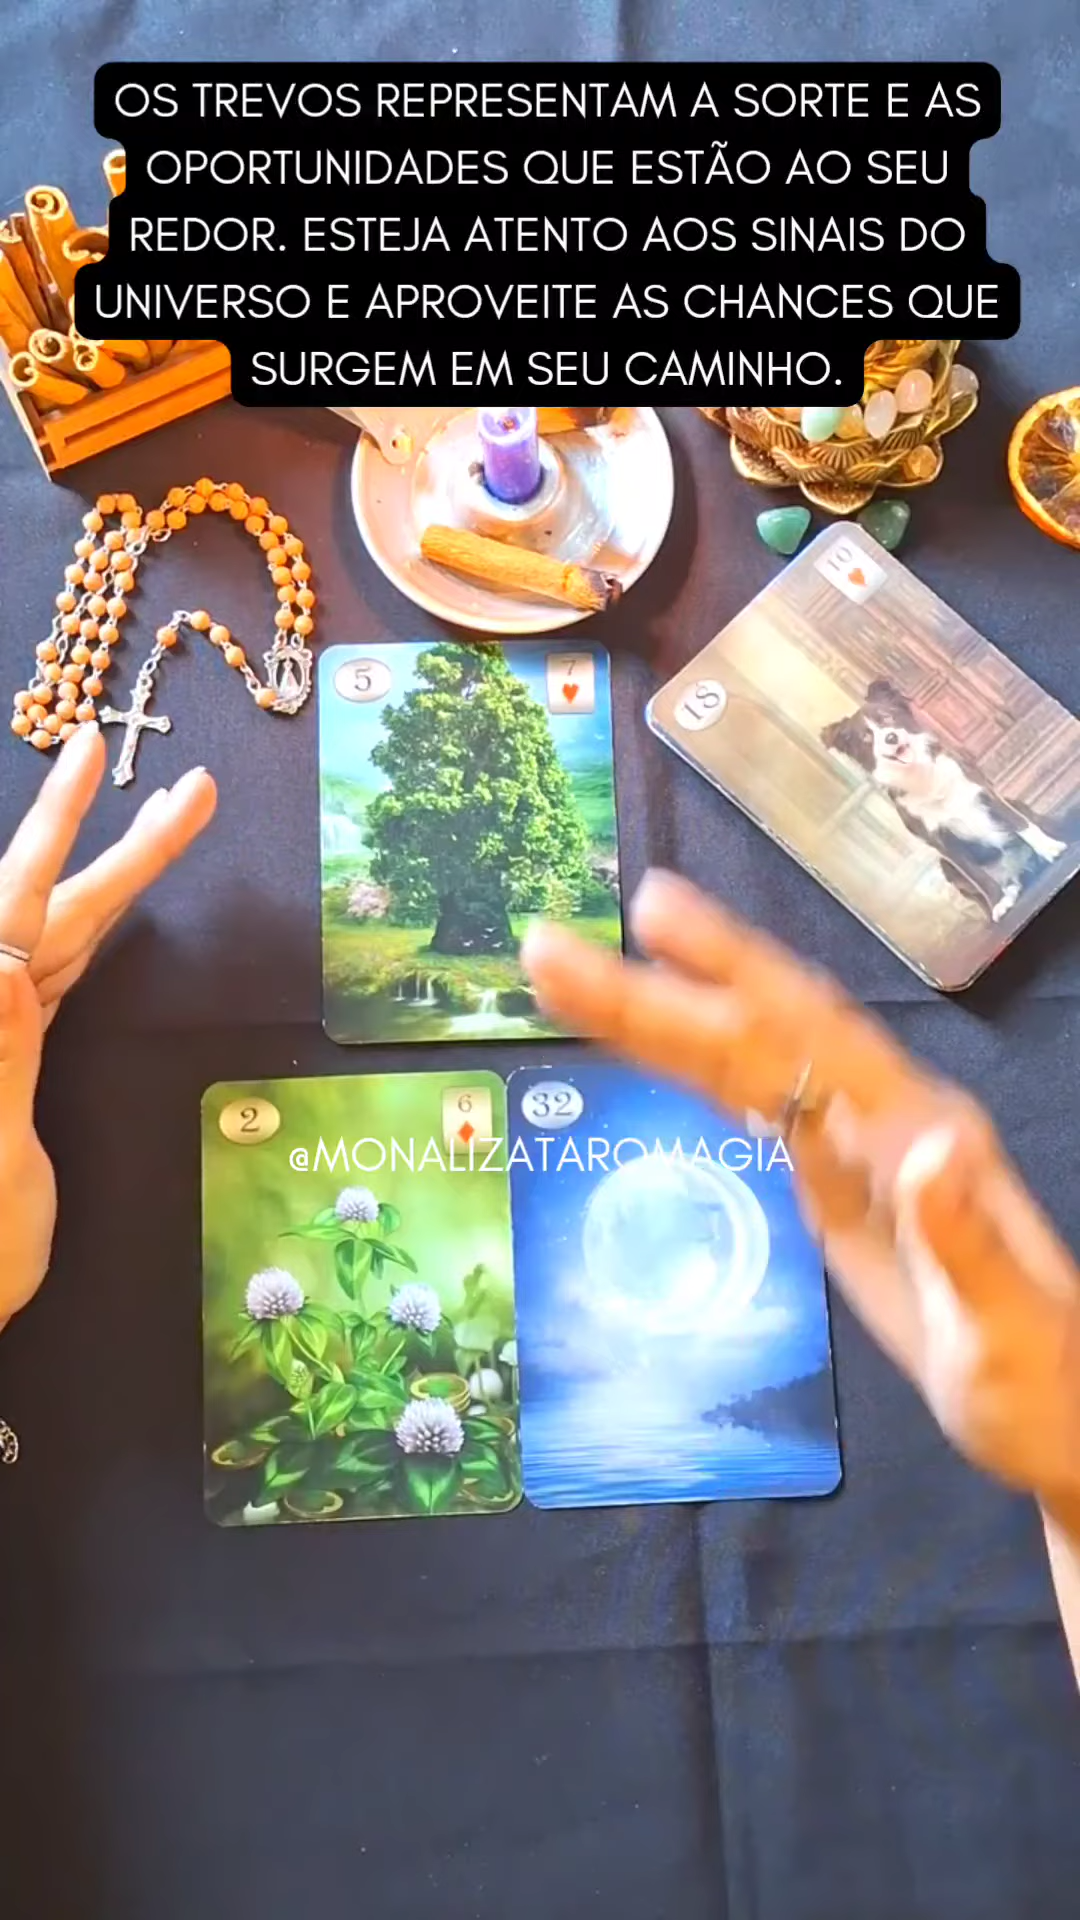 OS TREVOS REPRESENTAM A SORTE E AS
OPORTUNIDADES QUE ESTÃO AO SEU
REDOR. ESTEJA ATENTO AOS SINAIS DO
UNIVERSO E APROVEITE AS CHANCES QUE
SURGEM EM SEU CAMINHO.
10
18
5
7
2
6
32
@MONALIZATAROMAGIA